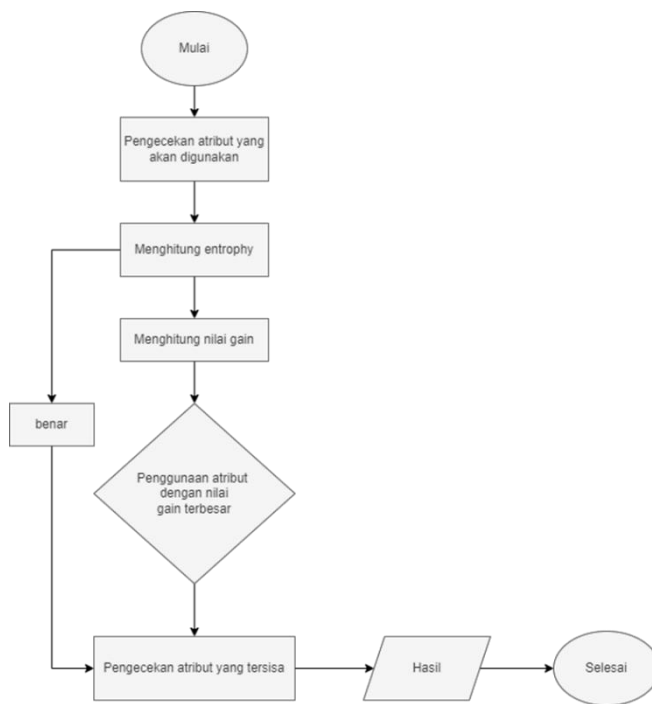 Mulai
Pengecekan atribut yang
akan digunakan
Menghitung entrophy
Menghitung nilai gain
benar
Penggunaan atribut
dengan nilai
gain terbesar
Pengecekan atribut yang tersisa
Hasil
Selesai